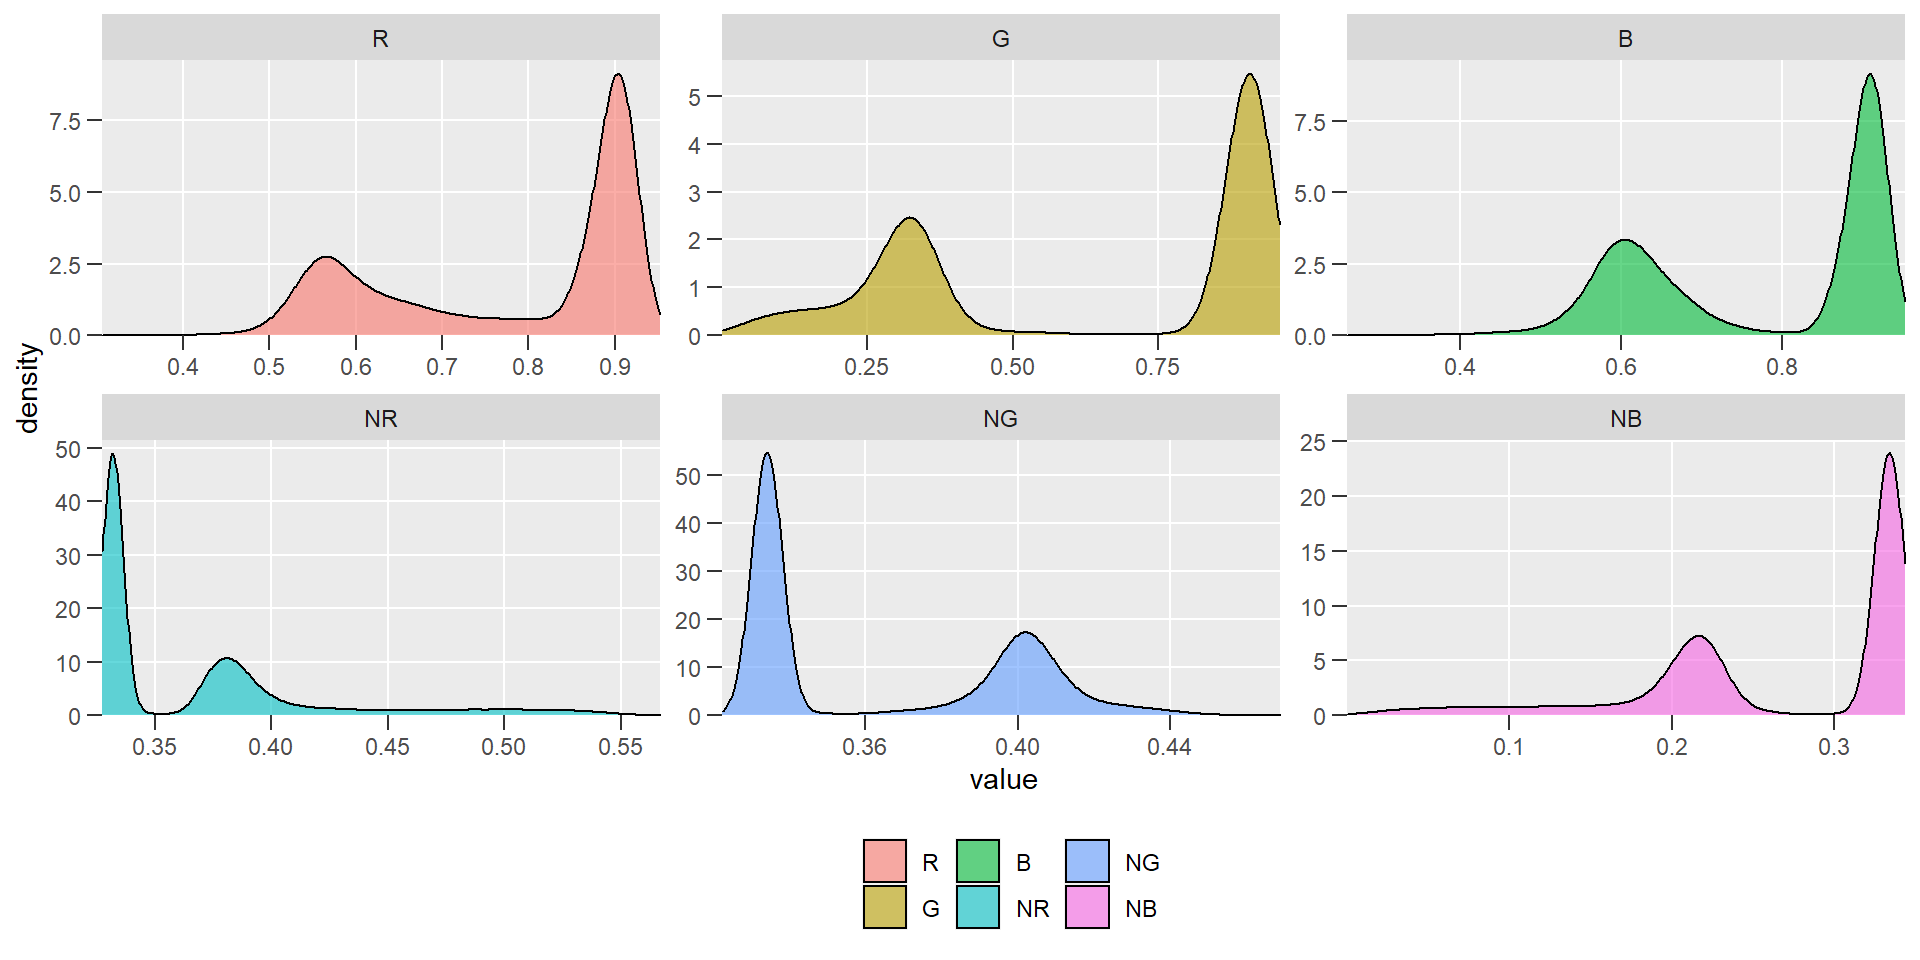 R G B
7.5 5 7.5
4
5.0 3 5.0
2.5 2 2.5
1
0.0 0 0.0
0.4 0.5 0.6 0.7 0.8 0.9 0.25 0.50 0.75 0.4 0.6 0.8
density
NR NG NB
50 25
40 50 20
40
30 30 15
20 20 10
10 10 5
0 0 0
0.35 0.40 0.45 0.50 0.55 0.36 0.40 0.44 0.1 0.2 0.3
value
R B NG
G NR NB